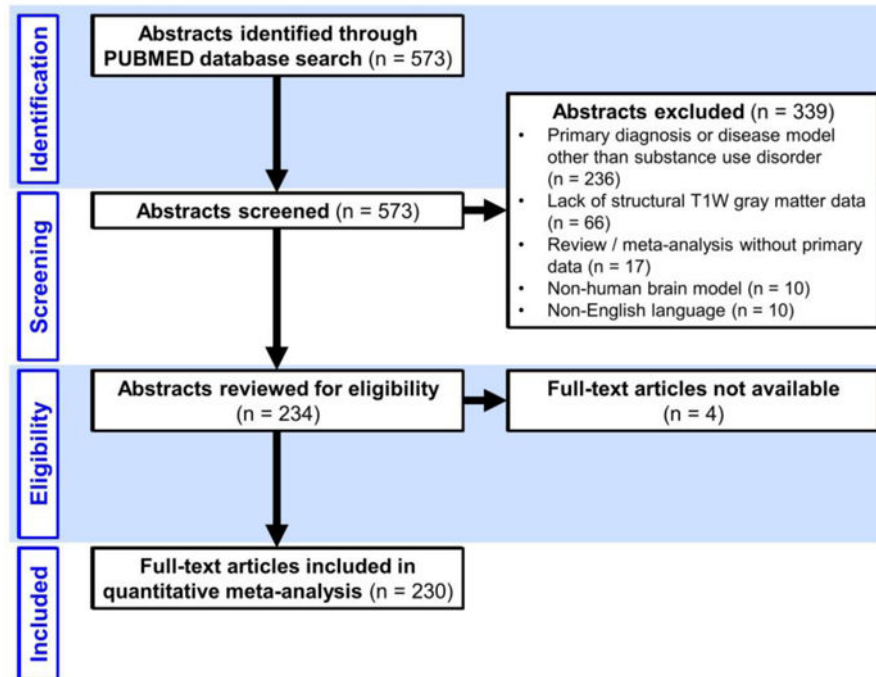 Identification
Abstracts identified through
PUBMED database search (n = 573)
Screening
Abstracts screened (n = 573)
Abstracts excluded (n = 339)
• Primary diagnosis or disease model
other than substance use disorder
(n = 236)
• Lack of structural T1W gray matter data
(n = 66)
• Review / meta-analysis without primary
data (n = 17)
• Non-human brain model (n = 10)
• Non-English language (n = 10)
Eligibility
Abstracts reviewed for eligibility
(n = 234)
Full-text articles not available
(n = 4)
Included
Full-text articles included in
quantitative meta-analysis (n = 230)